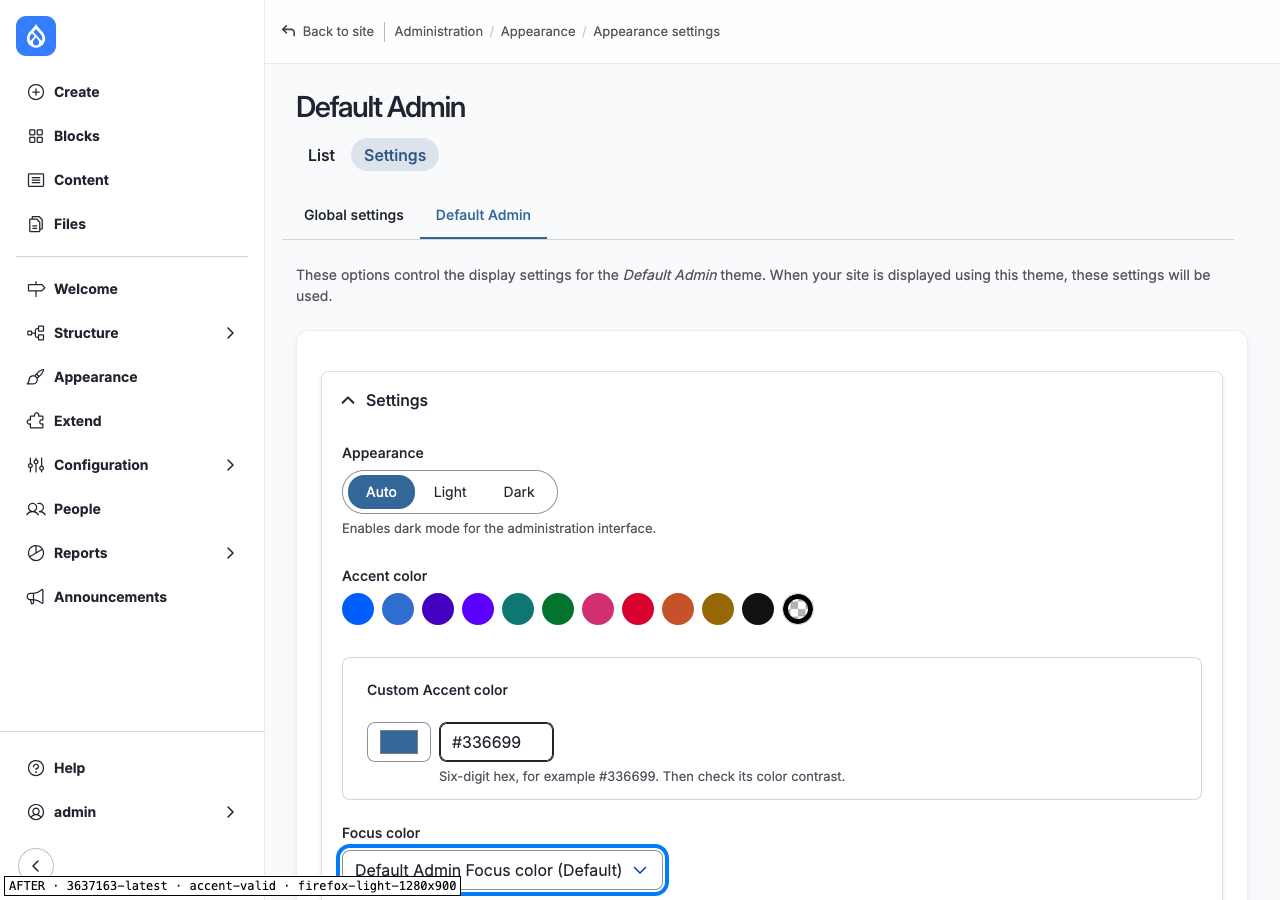 Back to site
Administration / Appearance / Appearance settings
Create
Blocks
Content
Files
Welcome
Structure
Appearance
Extend
Configuration
People
Reports
Announcements
Help
admin
Default Admin
List
Settings
Global settings
Default Admin
These options control the display settings for the Default Admin theme. When your site is displayed using this theme, these settings will be
used.
Settings
Appearance
Auto
Light
Dark
Enables dark mode for the administration interface.
Accent color
Custom Accent color
#336699
Six-digit hex, for example #336699. Then check its color contrast.
Focus color
Default Admin Focus color (Default)
AFTER · 3637163-latest · accent-valid · firefox-light-1280x900